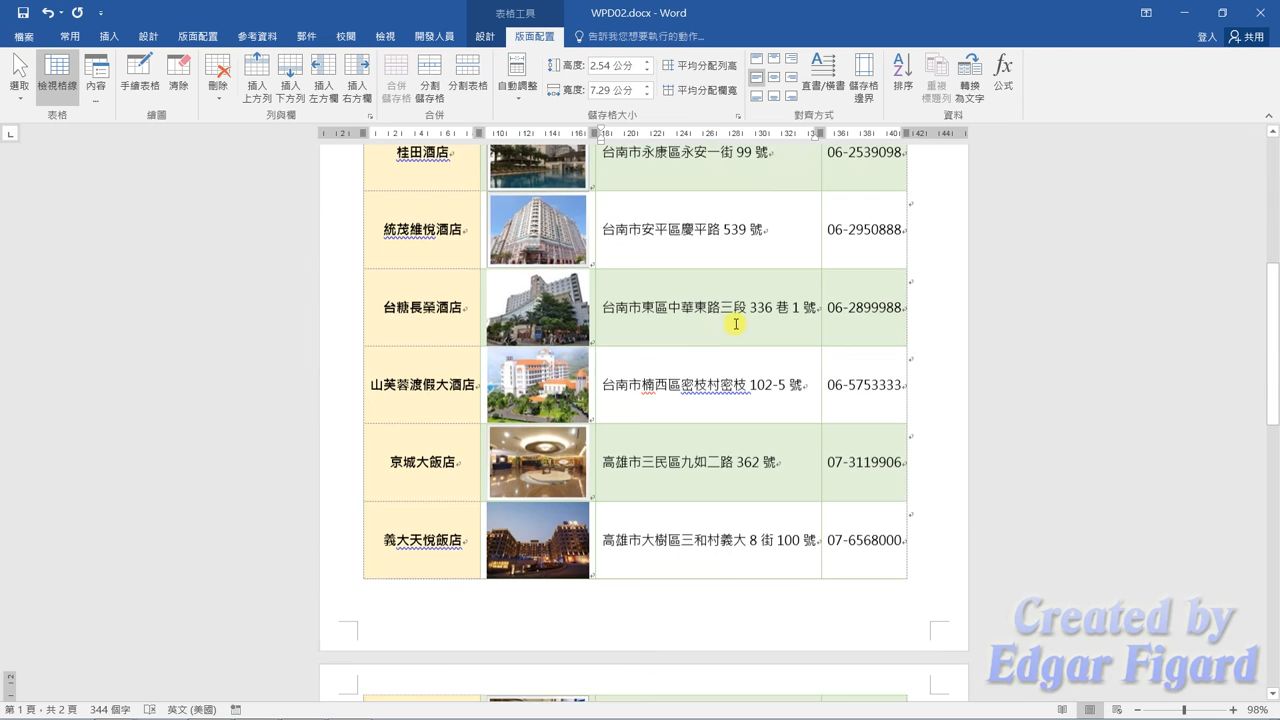 表格工具
WPD02.docx - Word
檔案 常用 插入 設計 版面配置 參考資料 郵件 校閱 檢視 開發人員 設計 版面配置 告訴我您想要執行的動作... 登入 共用
選取 檢視格線 內容... 手繪表格 清除 刪除 插入上方列 插入下方列 插入左方欄 插入右方欄 合併儲存格 分割儲存格 分割表格 自動調整
高度: 2.54 公分 平均分配列高
寬度: 7.29 公分 平均分配欄寬
直書/橫書 儲存格邊界 排序 重複標題列 轉換為文字 公式
表格 繪圖 列與欄 合併 儲存格大小 對齊方式 資料
桂田酒店 台南市永康區永安一街 99 號 06-2539098
統茂維悅酒店 台南市安平區慶平路 539 號 06-2950888
台糖長榮酒店 台南市東區中華東路三段 336 巷 1 號 06-2899988
山芙蓉渡假大酒店 台南市楠西區密枝村密枝 102-5 號 06-5753333
京城大飯店 高雄市三民區九如二路 362 號 07-3119906
義大天悅飯店 高雄市大樹區三和村義大 8 街 100 號 07-6568000
Created by
Edgar Figord
第 1 頁，共 2 頁 344 個字 英文 (美國) 98%